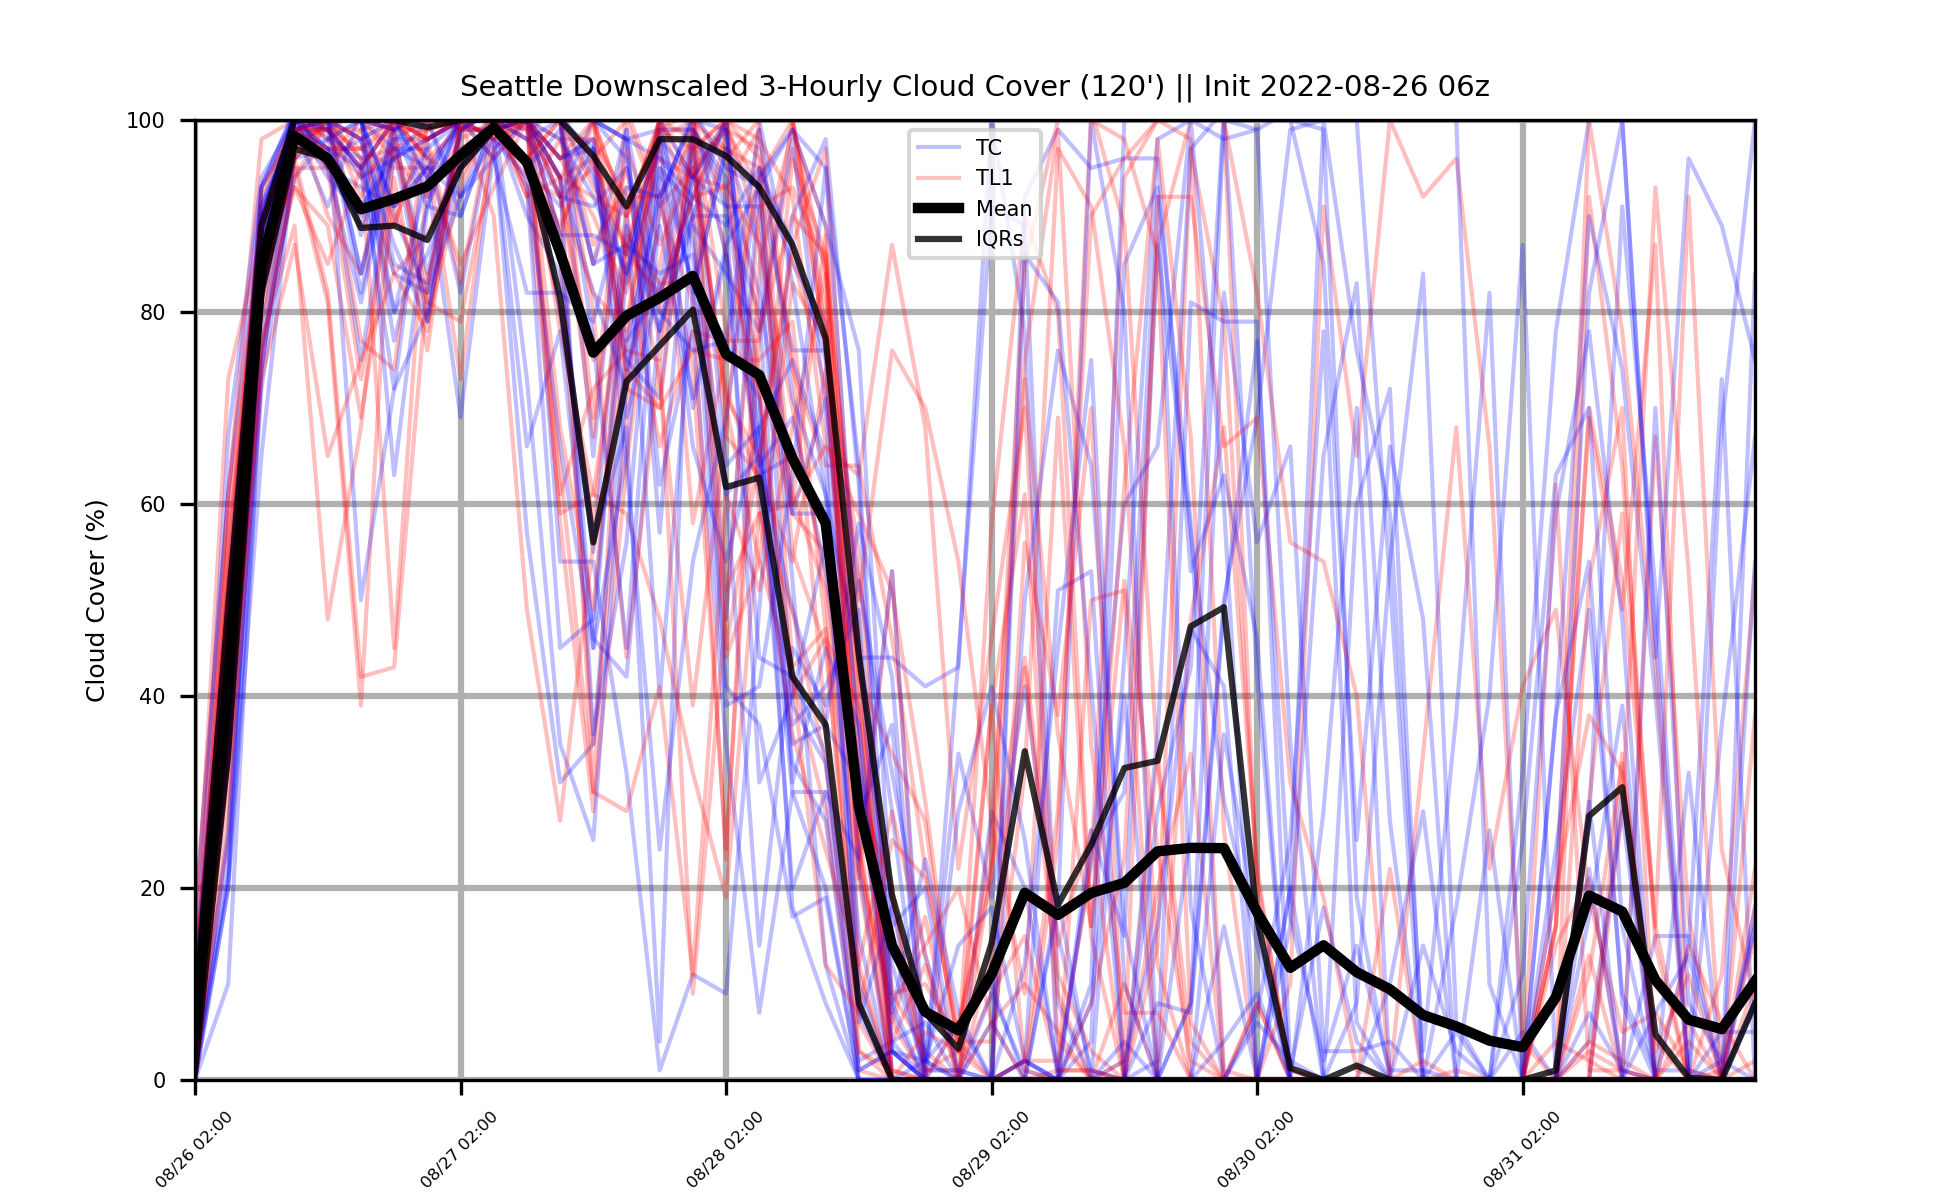 Seattle Downscaled 3-Hourly Cloud Cover (120') || Init 2022-08-26 06z
TC
TL1
Mean
IQRs
Cloud Cover (%)
100
80
60
40
20
0
08/26 02:00
08/27 02:00
08/28 02:00
08/29 02:00
08/30 02:00
08/31 02:00